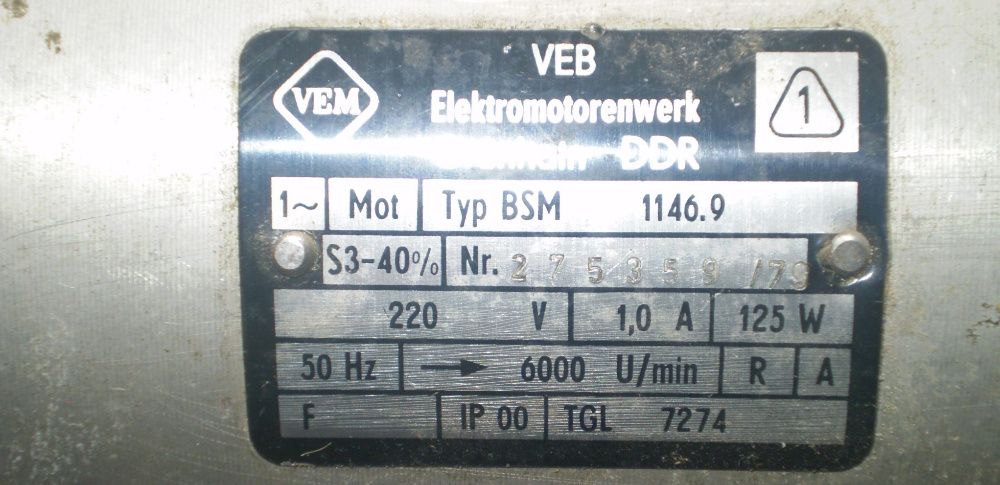 VEM
VEB
Elektromotorenwerk
DDR
1
1~ Mot Typ BSM 1146.9
S3-40% Nr. 275359/79
220 V 1,0 A 125 W
50 Hz → 6000 U/min R A
F IP 00 TGL 7274